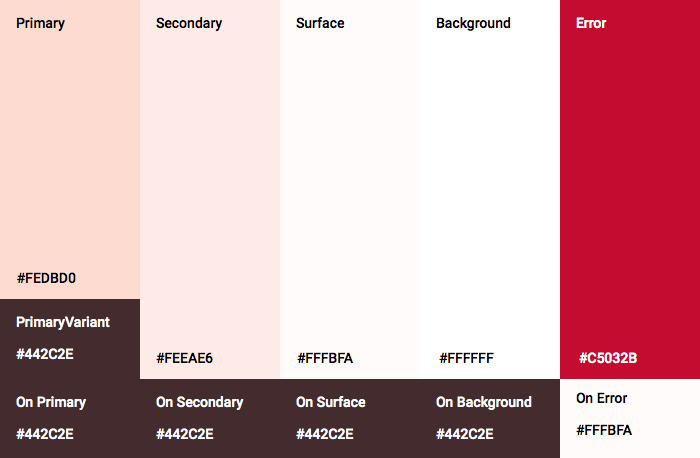 Primary
Secondary
Surface
Background
Error
#FEDBD0
PrimaryVariant
#442C2E
#FEEAE6
#FFFBFA
#FFFFFF
#C5032B
On Primary
On Secondary
On Surface
On Background
On Error
#442C2E
#442C2E
#442C2E
#442C2E
#FFFBFA